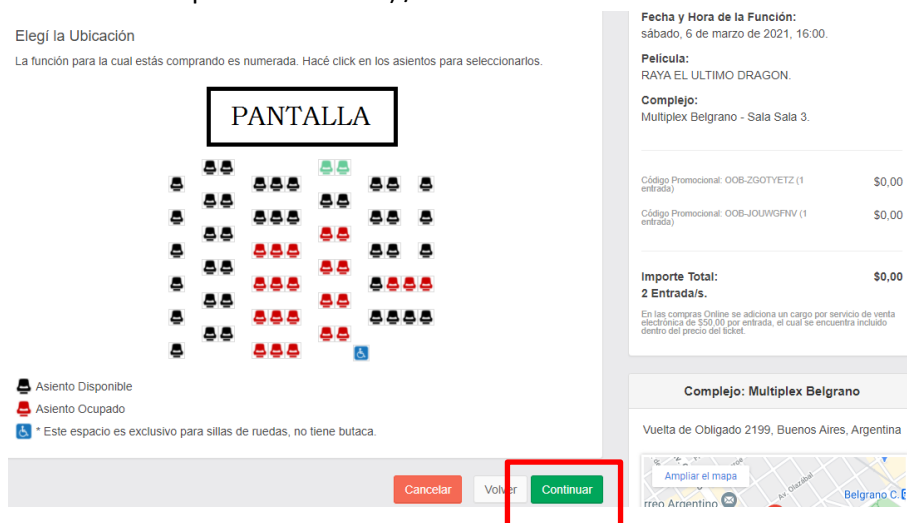 Elegí la Ubicación
La función para la cual estás comprando es numerada. Hacé click en los asientos para seleccionarlos.
PANTALLA
Asiento Disponible
Asiento Ocupado
* Este espacio es exclusivo para sillas de ruedas, no tiene butaca.
Cancelar
Volver
Continuar
Fecha y Hora de la Función:
sábado, 6 de marzo de 2021, 16:00.
Película:
RAYA EL ULTIMO DRAGON.
Complejo:
Multiplex Belgrano - Sala Sala 3.
Código Promocional: OOB-ZGOTYETZ (1
entrada)
$0,00
Código Promocional: OOB-JOUWGFNV (1
entrada)
$0,00
Importe Total:
$0,00
2 Entrada/s.
En las compras Online se adiciona un cargo por servicio de venta
electrónica de $50,00 por entrada, el cual se encuentra incluido
dentro del precio del ticket.
Complejo: Multiplex Belgrano
Vuelta de Obligado 2199, Buenos Aires, Argentina
Ampliar el mapa
Av. Olazábal
Belgrano C.
rreo Argentino